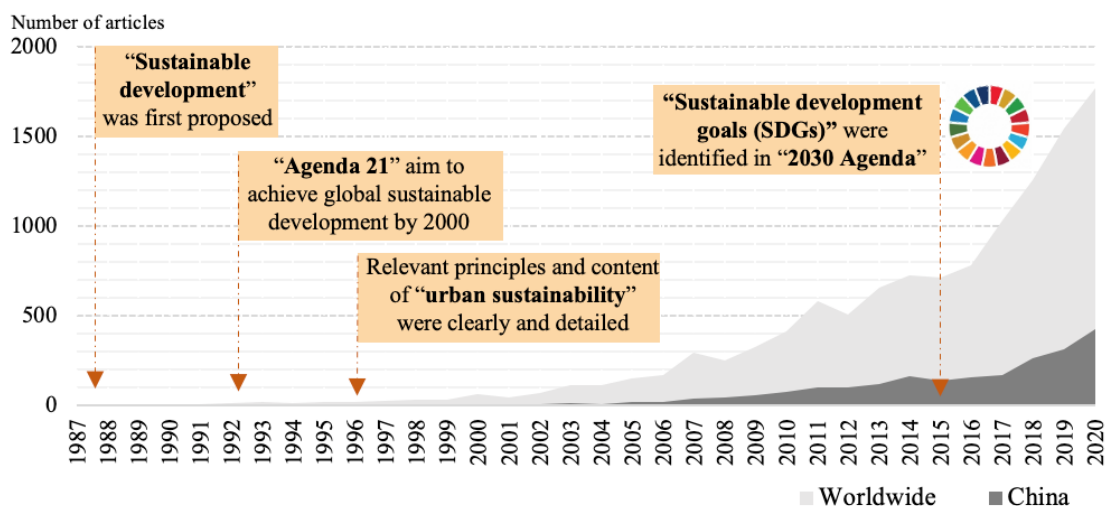 Number of articles
2000
1500
1000
500
0
“Sustainable
development”
was first proposed
“Agenda 21” aim to
achieve global sustainable
development by 2000
Relevant principles and content
of “urban sustainability”
were clearly and detailed
“Sustainable development
goals (SDGs)” were
identified in “2030 Agenda”
1987 1988 1989 1990 1991 1992 1993 1994 1995 1996 1997 1998 1999 2000 2001 2002 2003 2004 2005 2006 2007 2008 2009 2010 2011 2012 2013 2014 2015 2016 2017 2018 2019 2020
Worldwide China